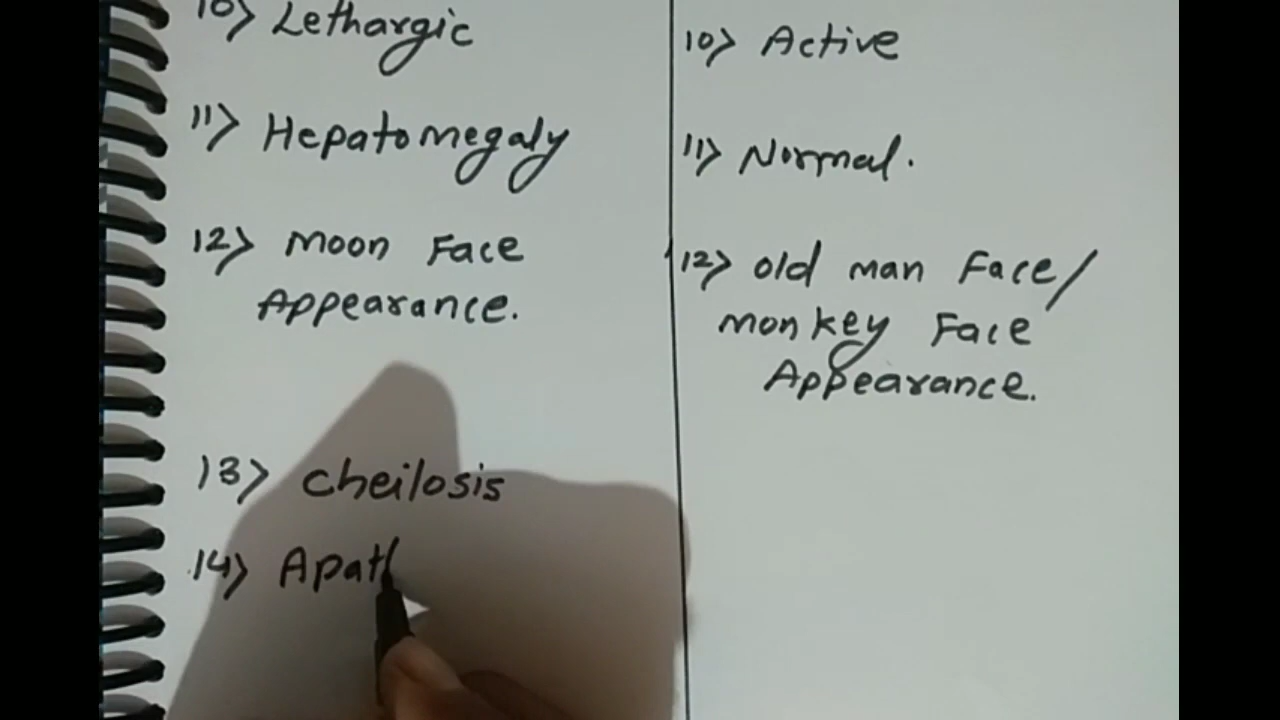 10> Lethargic
11> Hepatomegaly
12> Moon Face
Appearance.
13> Cheilosis
14> Apath
10> Active
11> Normal.
12> old man Face/
monkey Face
Appearance.